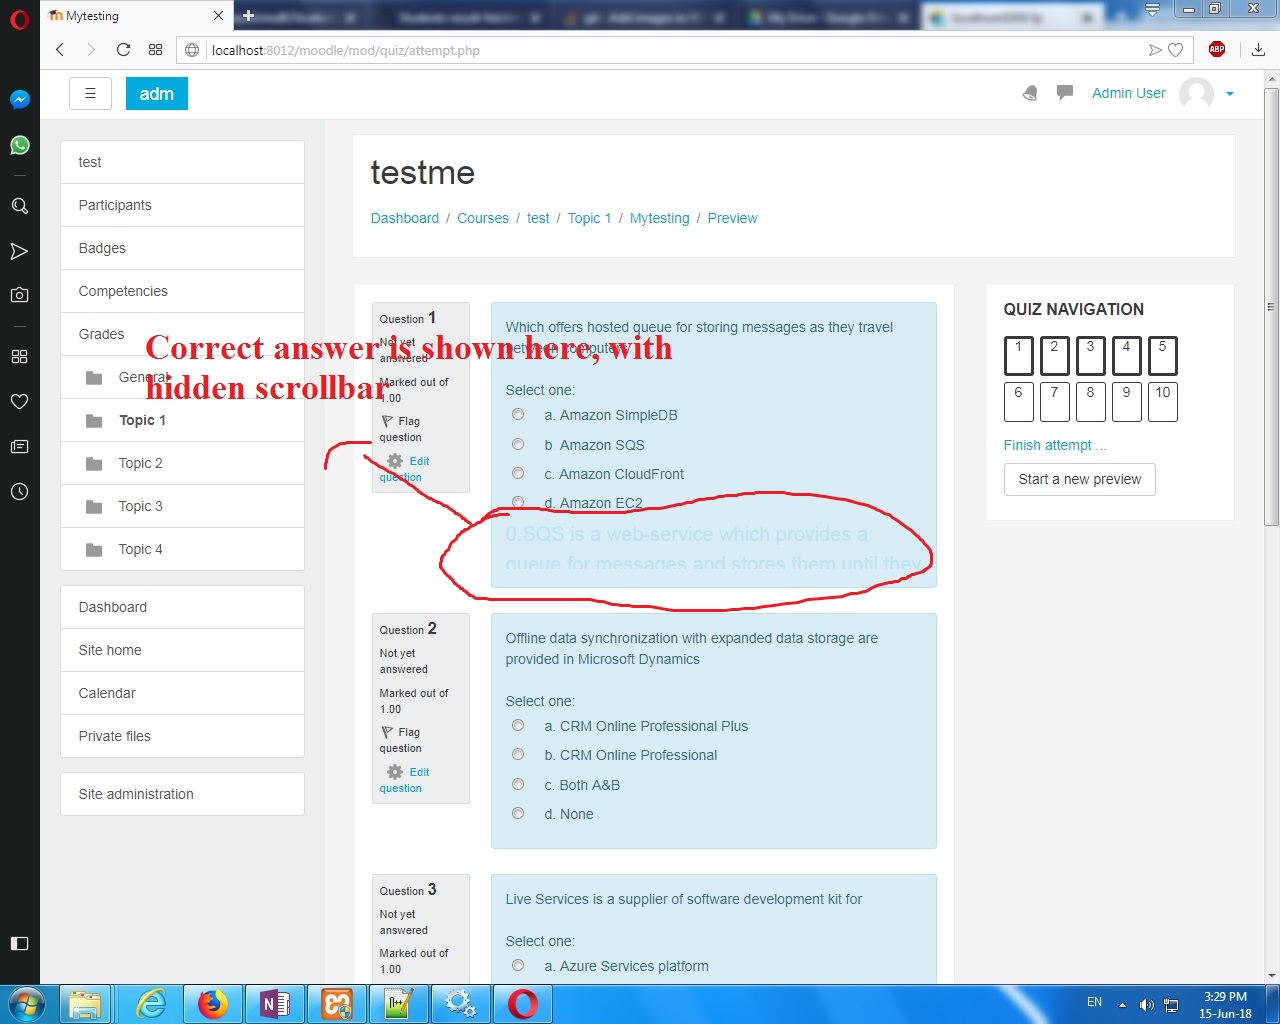 Mytesting
localhost:8012/moodle/mod/quiz/attempt.php
ABP
adm
Admin User
test
Participants
Badges
Competencies
Grades
General
Topic 1
Topic 2
Topic 3
Topic 4
Dashboard
Site home
Calendar
Private files
Site administration
testme
Dashboard / Courses / test / Topic 1 / Mytesting / Preview
Correct answer is shown here, with
hidden scrollbar
Question 1
Not yet
answered
Marked out of
1.00
Flag
question
Edit
question
Which offers hosted queue for storing messages as they travel
between computers
Select one:
a. Amazon SimpleDB
b. Amazon SQS
c. Amazon CloudFront
d. Amazon EC2
0.SQS is a web-service which provides a
queue for messages and stores them until they
Question 2
Not yet
answered
Marked out of
1.00
Flag
question
Edit
question
Offline data synchronization with expanded data storage are
provided in Microsoft Dynamics
Select one:
a. CRM Online Professional Plus
b. CRM Online Professional
c. Both A&B
d. None
Question 3
Not yet
answered
Marked out of
1.00
Live Services is a supplier of software development kit for
Select one:
a. Azure Services platform
QUIZ NAVIGATION
1 2 3 4 5
6 7 8 9 10
Finish attempt ...
Start a new preview
EN
3:29 PM
15-Jun-18